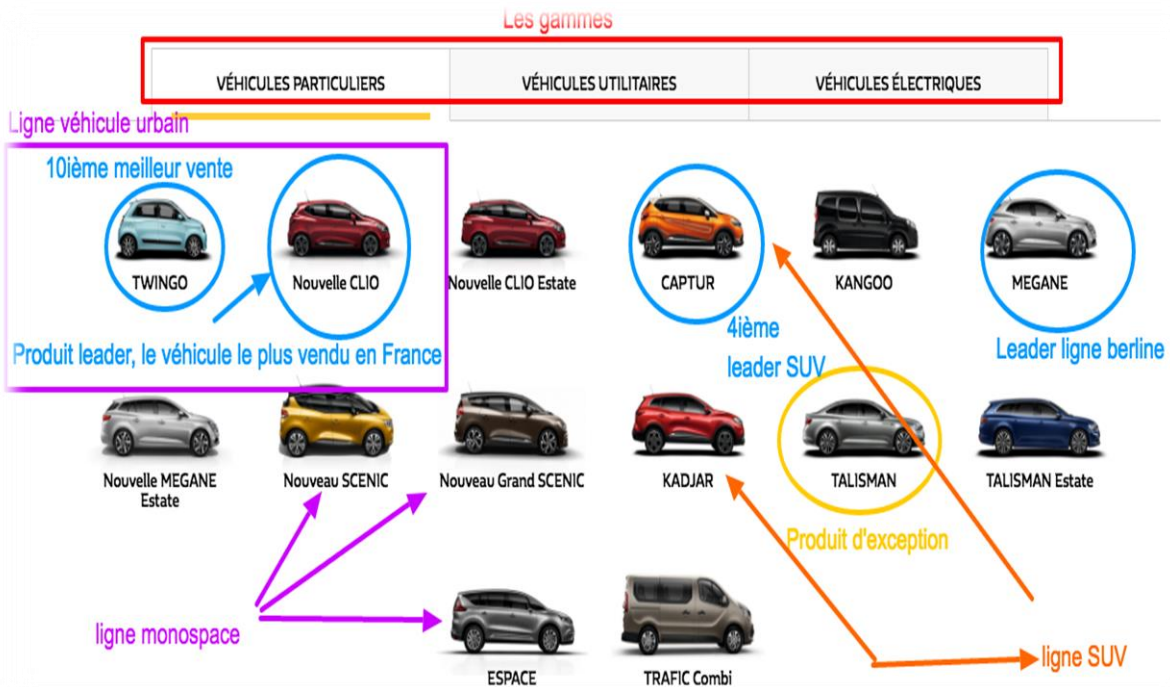 Les gammes
VÉHICULES PARTICULIERS
VÉHICULES UTILITAIRES
VÉHICULES ÉLECTRIQUES
Ligne véhicule urbain
10ième meilleur vente
TWINGO
Nouvelle CLIO
Nouvelle CLIO Estate
CAPTUR
KANGOO
MEGANE
Produit leader, le véhicule le plus vendu en France
4ième
leader SUV
Leader ligne berline
Nouvelle MEGANE
Estate
Nouveau SCENIC
Nouveau Grand SCENIC
KADJAR
TALISMAN
TALISMAN Estate
Produit d'exception
ligne monospace
ESPACE
TRAFIC Combi
ligne SUV